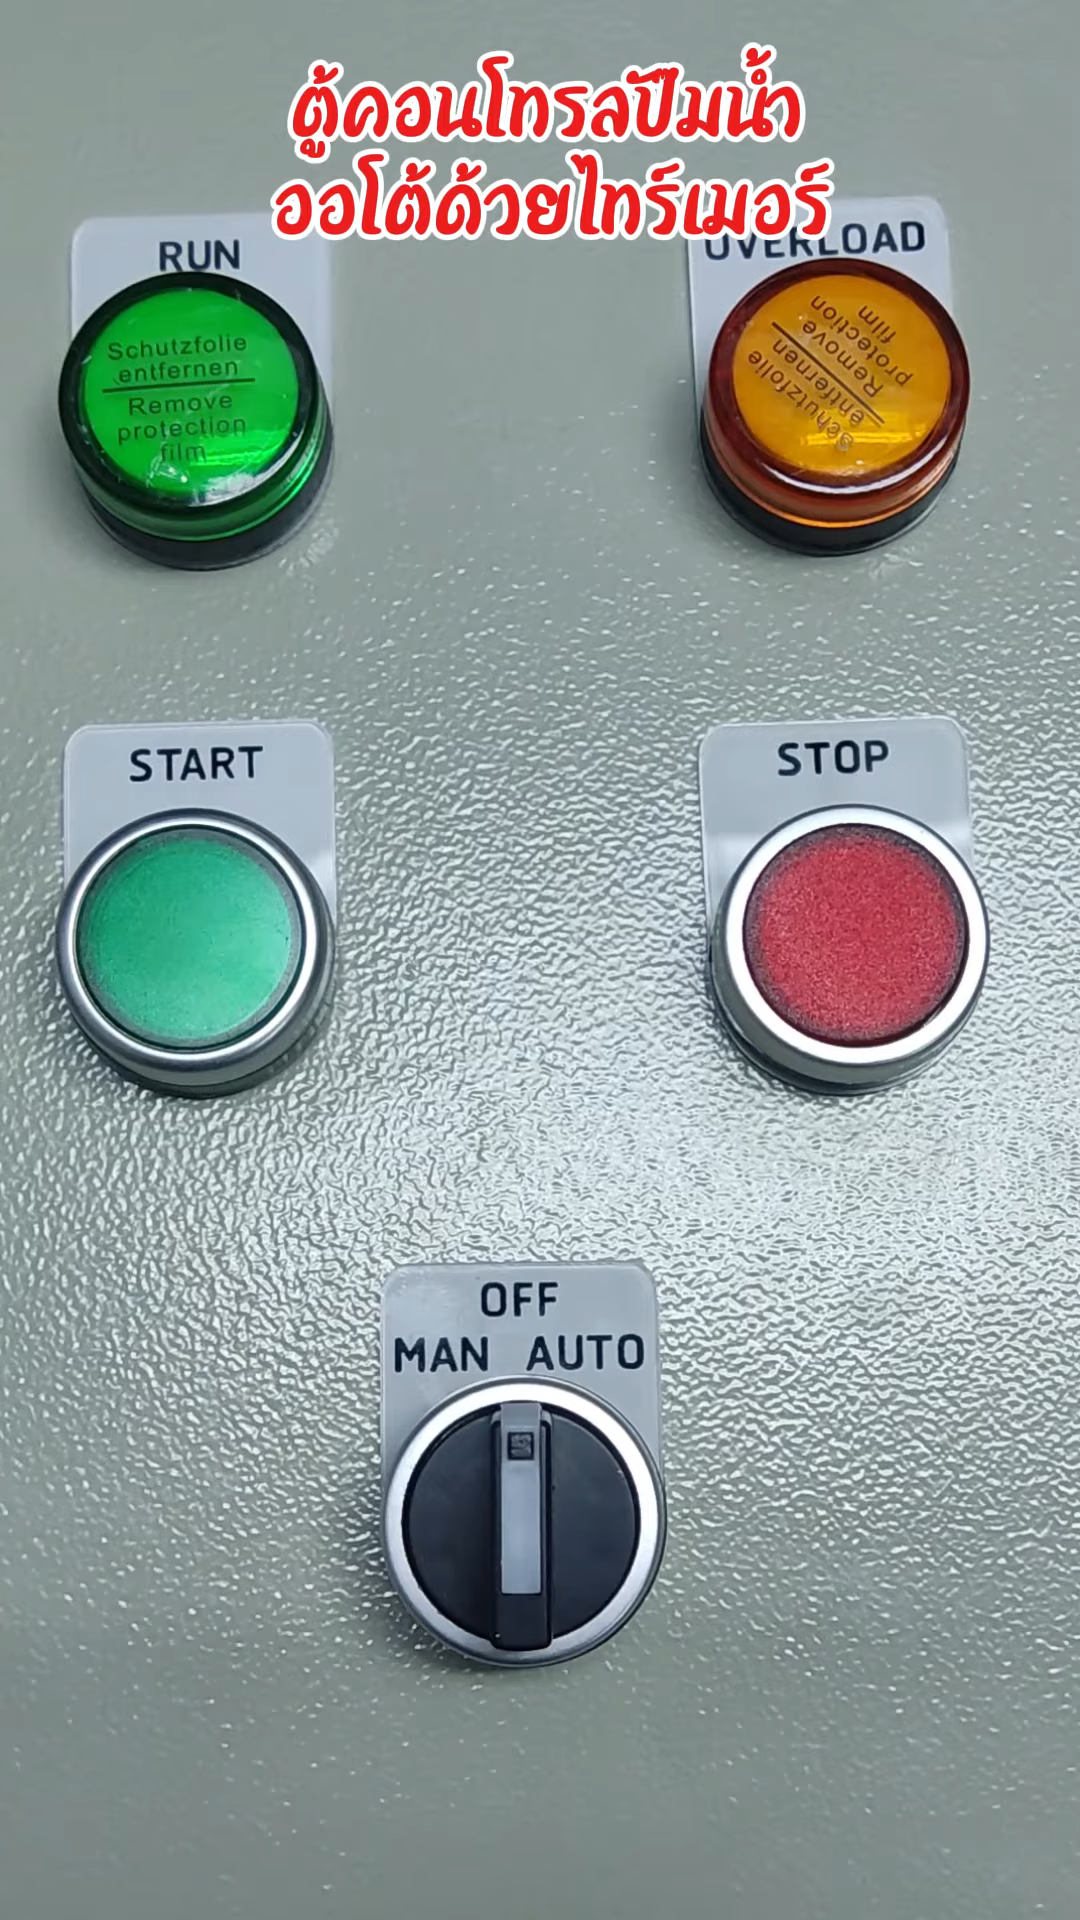 ตู้คอนโทรลปั๊มน้ำ
ออโต้ด้วยไทร์เมอร์
RUN
OVERLOAD
Schutzfolie
entfernen
Remove
protection
film
Schutzfolie
entfernen
Remove
protection
film
START
STOP
OFF
MAN AUTO